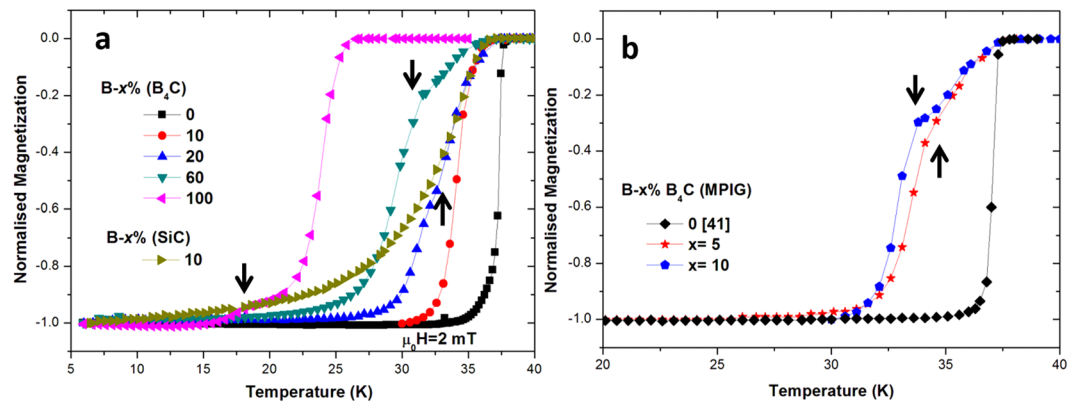 a
Normalised Magnetization
0.0
-0.2
-0.4
-0.6
-0.8
-1.0
B-x% (B4C)
0
10
20
60
100
B-x% (SiC)
10
μ0H=2 mT
5 10 15 20 25 30 35 40
Temperature (K)
b
Normalised Magnetization
0.0
-0.2
-0.4
-0.6
-0.8
-1.0
B-x% B4C (MPIG)
0 [41]
x= 5
x= 10
20 25 30 35 40
Temperature (K)